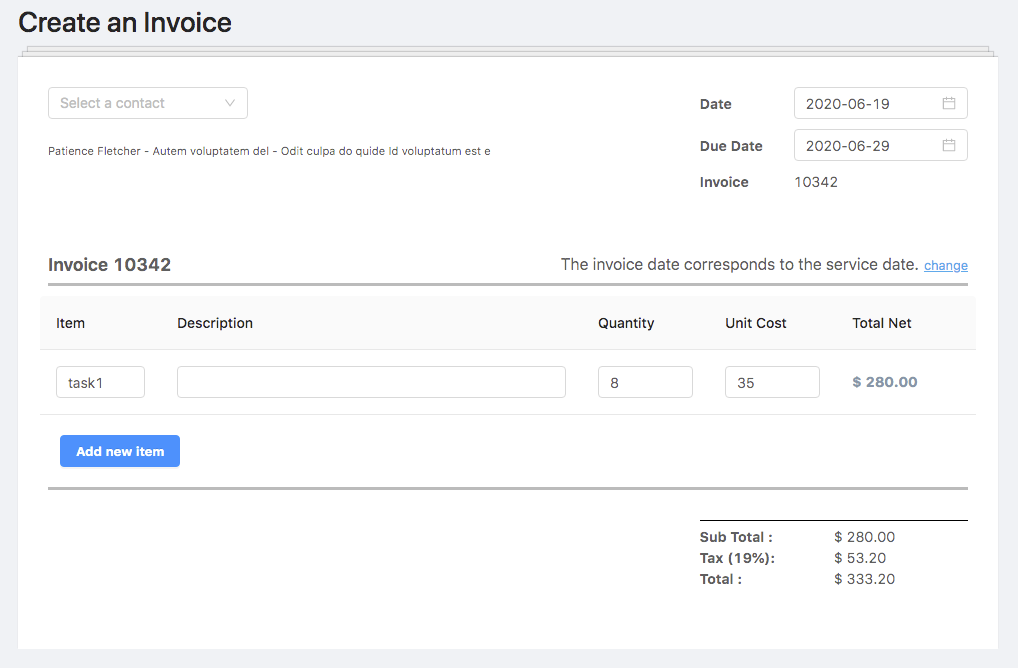 Create an Invoice
Select a contact
Date 2020-06-19
Patience Fletcher - Autem voluptatem del - Odit culpa do quide Id voluptatum est e
Due Date 2020-06-29
Invoice 10342
Invoice 10342 The invoice date corresponds to the service date. change
Item Description Quantity Unit Cost Total Net
task1 8 35 $ 280.00
Add new item
Sub Total : $ 280.00
Tax (19%): $ 53.20
Total : $ 333.20